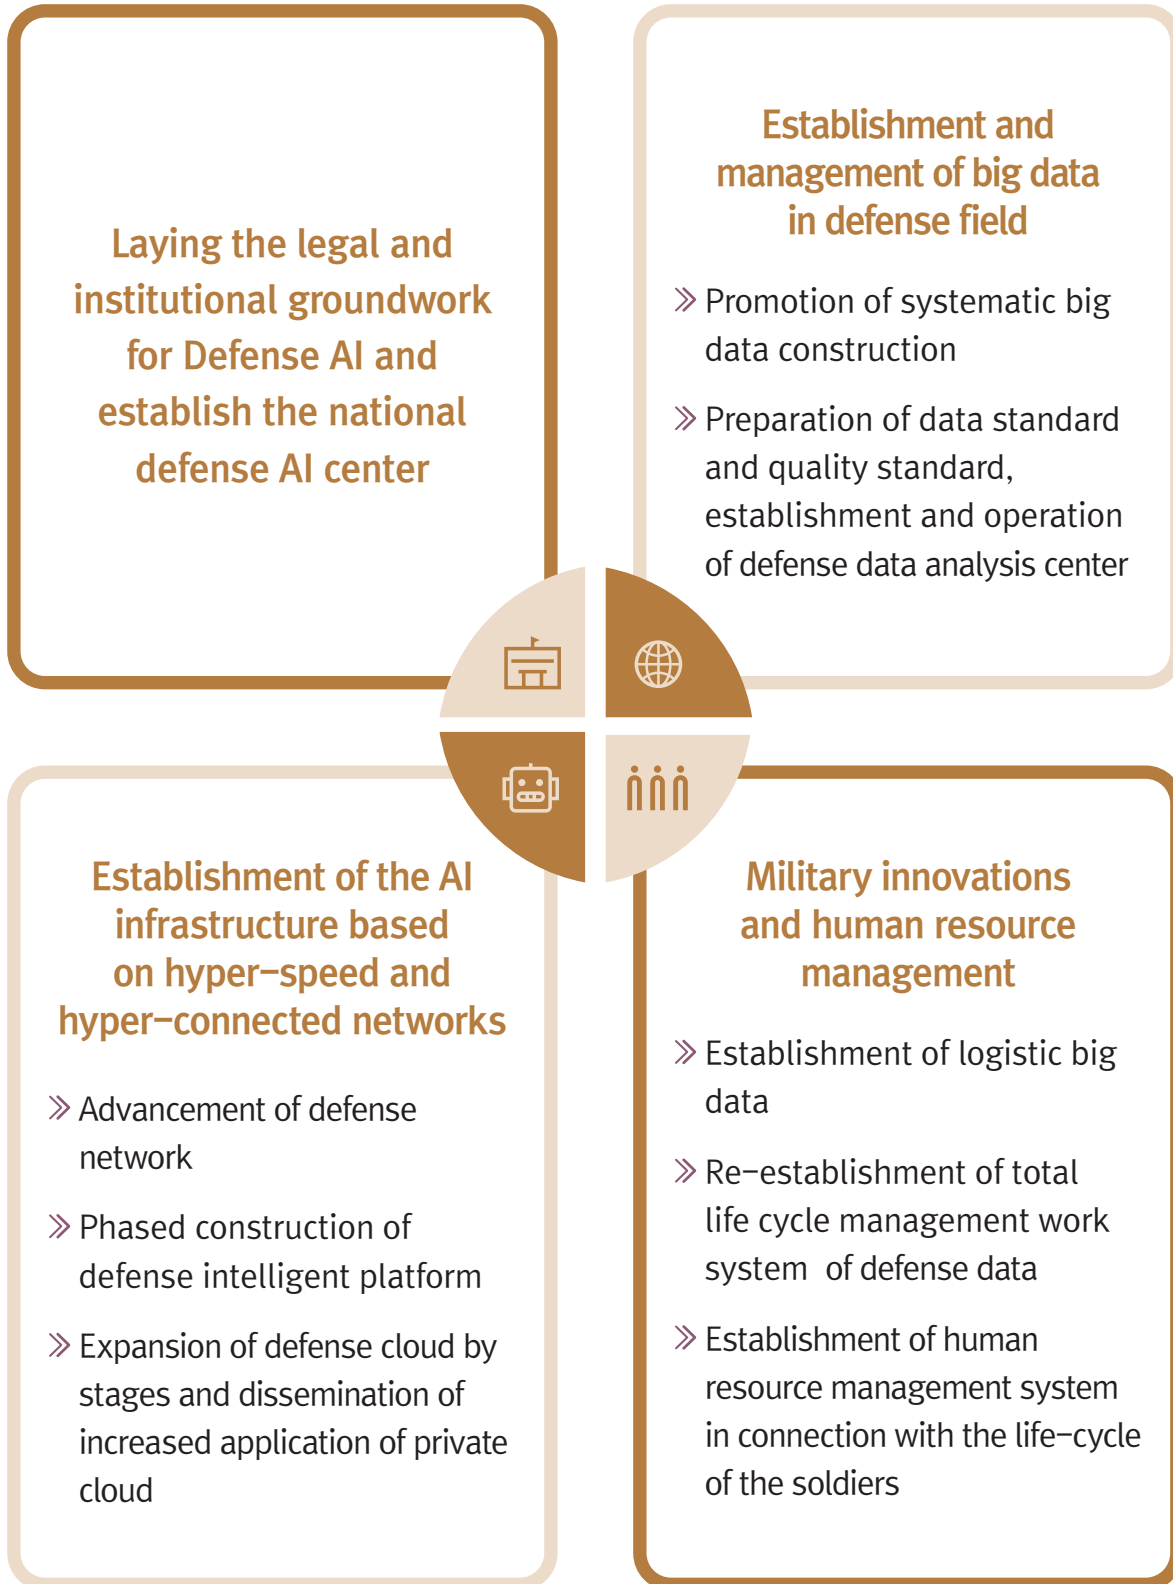 Laying the legal and
institutional groundwork
for Defense AI and
establish the national
defense AI center
Establishment and
management of big data
in defense field
» Promotion of systematic big
data construction
» Preparation of data standard
and quality standard,
establishment and operation
of defense data analysis center
Establishment of the AI
infrastructure based
on hyper-speed and
hyper-connected networks
» Advancement of defense
network
» Phased construction of
defense intelligent platform
» Expansion of defense cloud by
stages and dissemination of
increased application of private
cloud
Military innovations
and human resource
management
» Establishment of logistic big
data
» Re-establishment of total
life cycle management work
system of defense data
» Establishment of human
resource management system
in connection with the life-cycle
of the soldiers